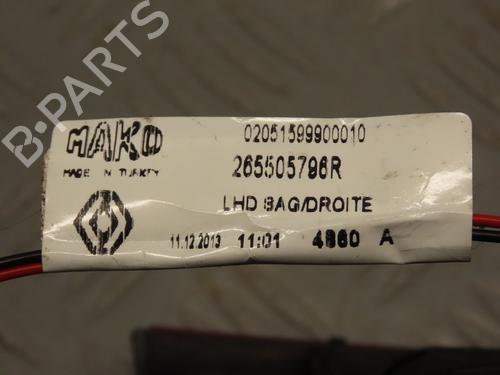 B-PARTS
MAKO
MADE IN TURKEY
02051599900010
265505796R
LHD SAG/DROITE
11.12.2013 11:01 4860 A